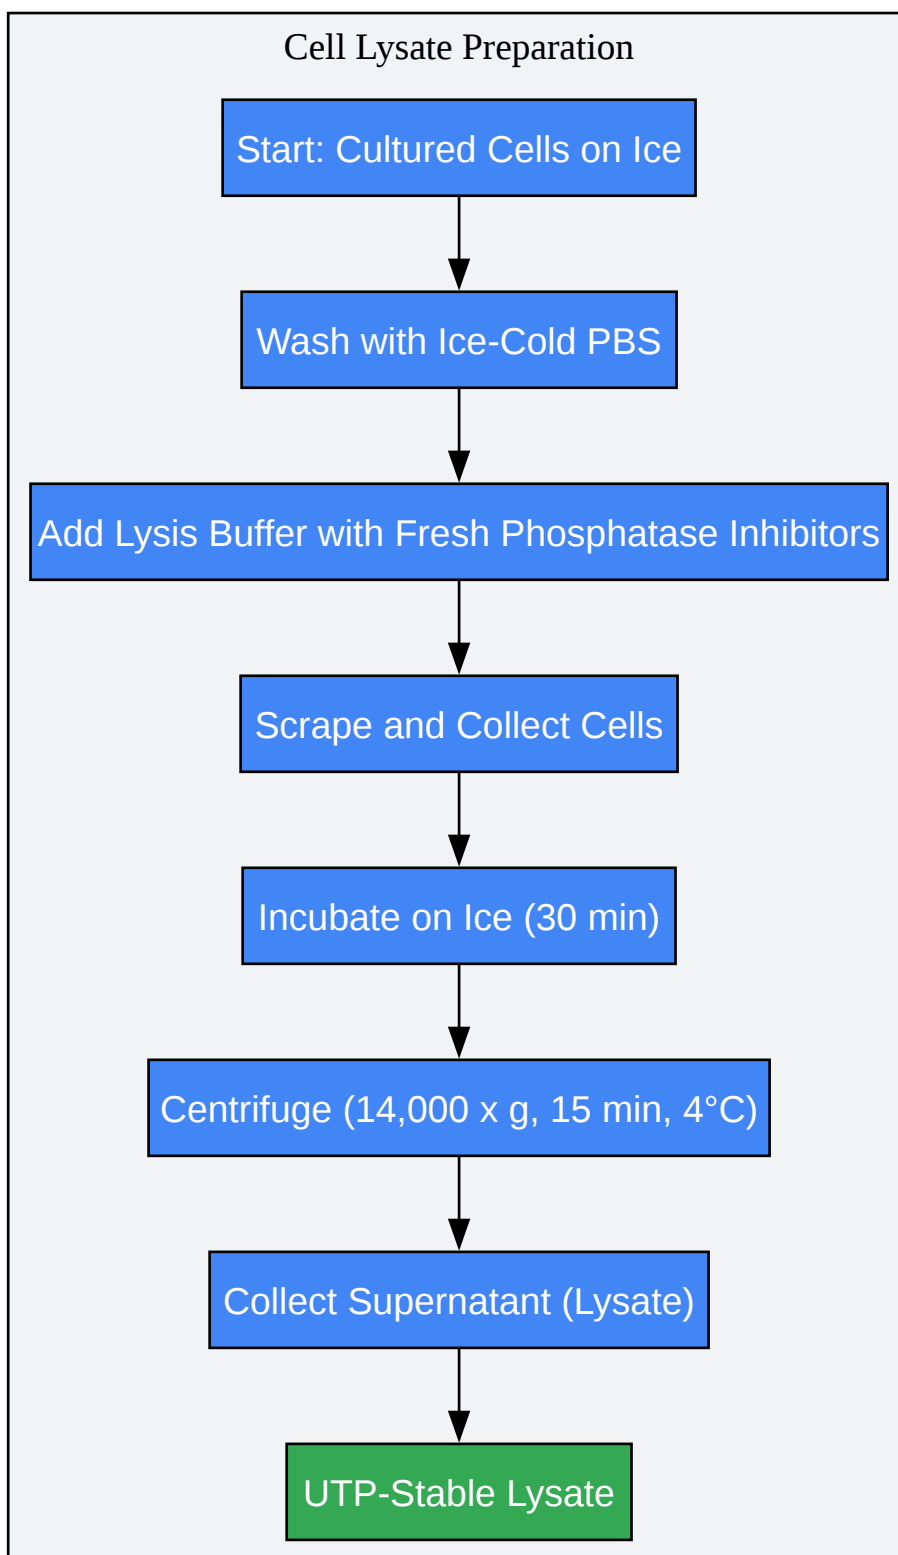 Cell Lysate Preparation
Start: Cultured Cells on Ice
Wash with Ice-Cold PBS
Add Lysis Buffer with Fresh Phosphatase Inhibitors
Scrape and Collect Cells
Incubate on Ice (30 min)
Centrifuge (14,000 x g, 15 min, 4°C)
Collect Supernatant (Lysate)
UTP-Stable Lysate